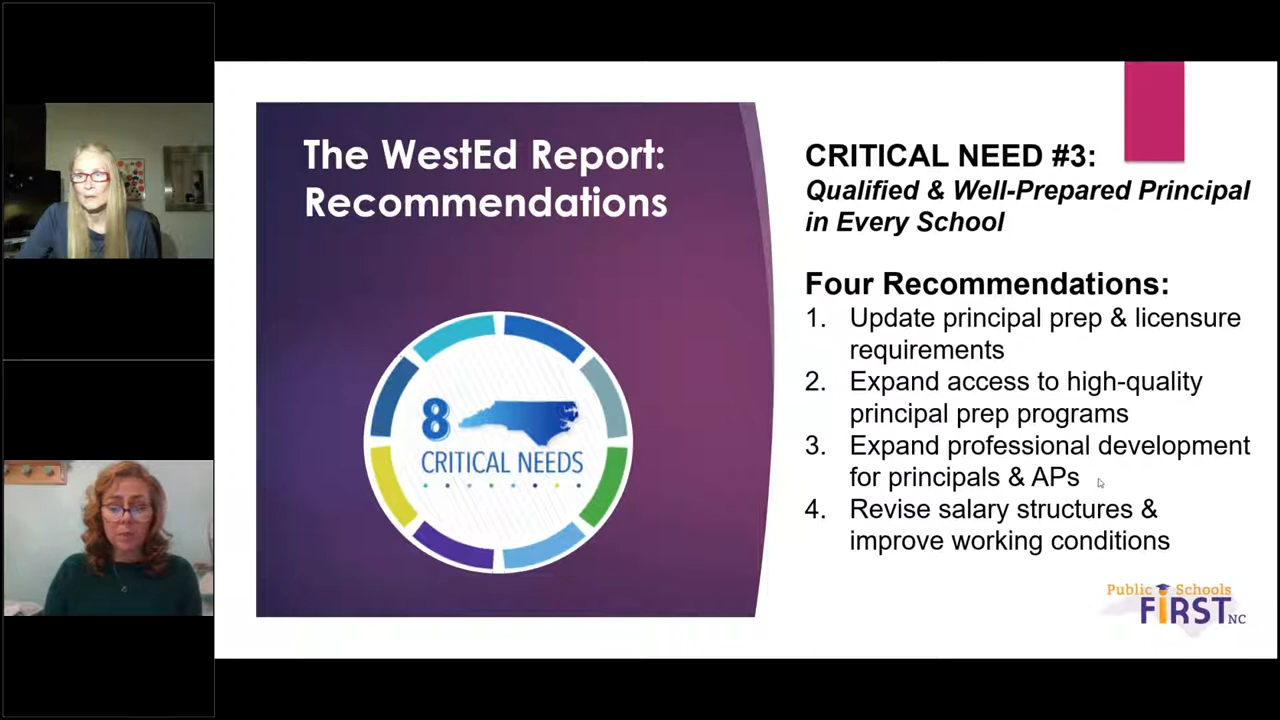 The WestEd Report:
Recommendations
8
CRITICAL NEEDS
CRITICAL NEED #3:
Qualified & Well-Prepared Principal
in Every School
Four Recommendations:
1. Update principal prep & licensure
requirements
2. Expand access to high-quality
principal prep programs
3. Expand professional development
for principals & APs
4. Revise salary structures &
improve working conditions
Public Schools
FIRST NC